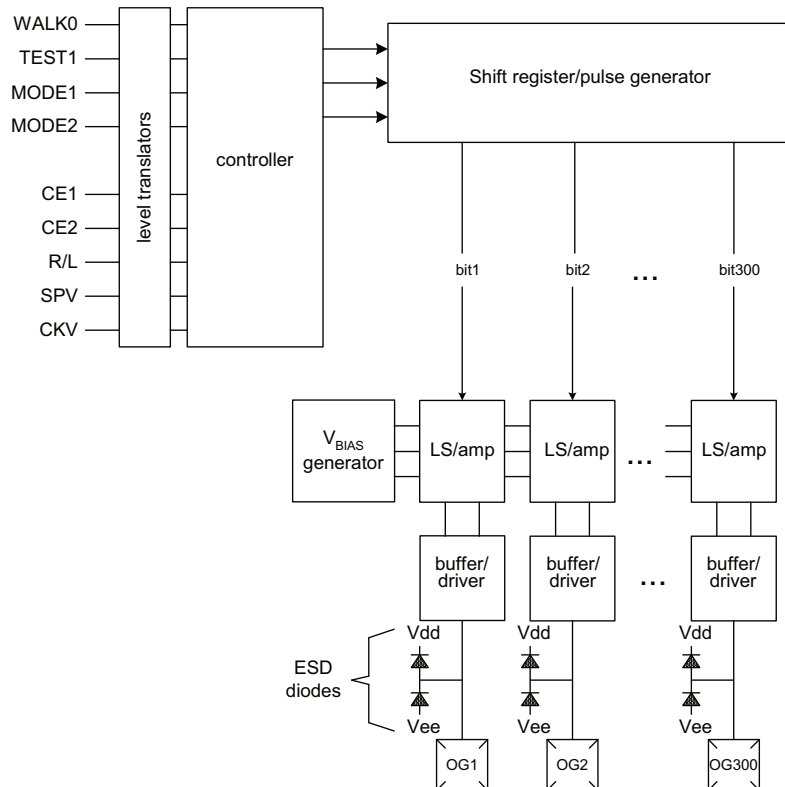 WALK0
TEST1
MODE1
MODE2
CE1
CE2
R/L
SPV
CKV
level translators
controller
Shift register/pulse generator
bit1
bit2
...
bit300
VBIAS
generator
LS/amp
LS/amp
...
LS/amp
buffer/
driver
buffer/
driver
...
buffer/
driver
ESD
diodes
Vdd
Vdd
Vdd
Vee
Vee
Vee
OG1
OG2
OG300